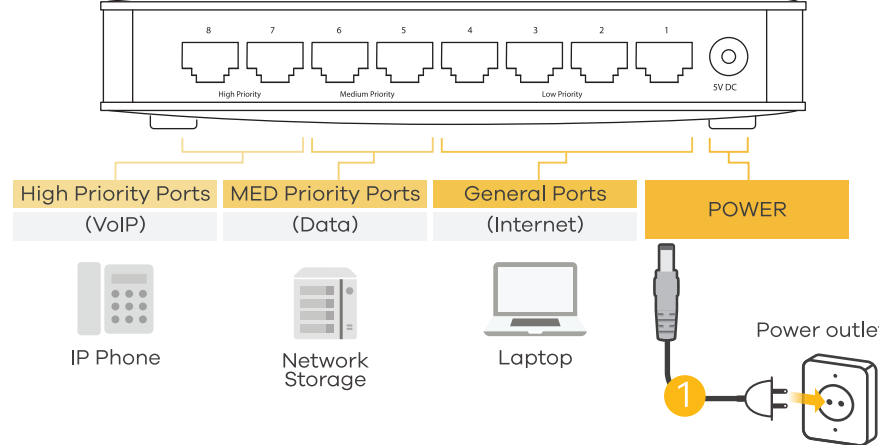 8 7 6 5 4 3 2 1
High Priority Medium Priority Low Priority 5V DC
High Priority Ports MED Priority Ports General Ports POWER
(VoIP) (Data) (Internet)
IP Phone
Network
Storage
Laptop
Power outlet
1